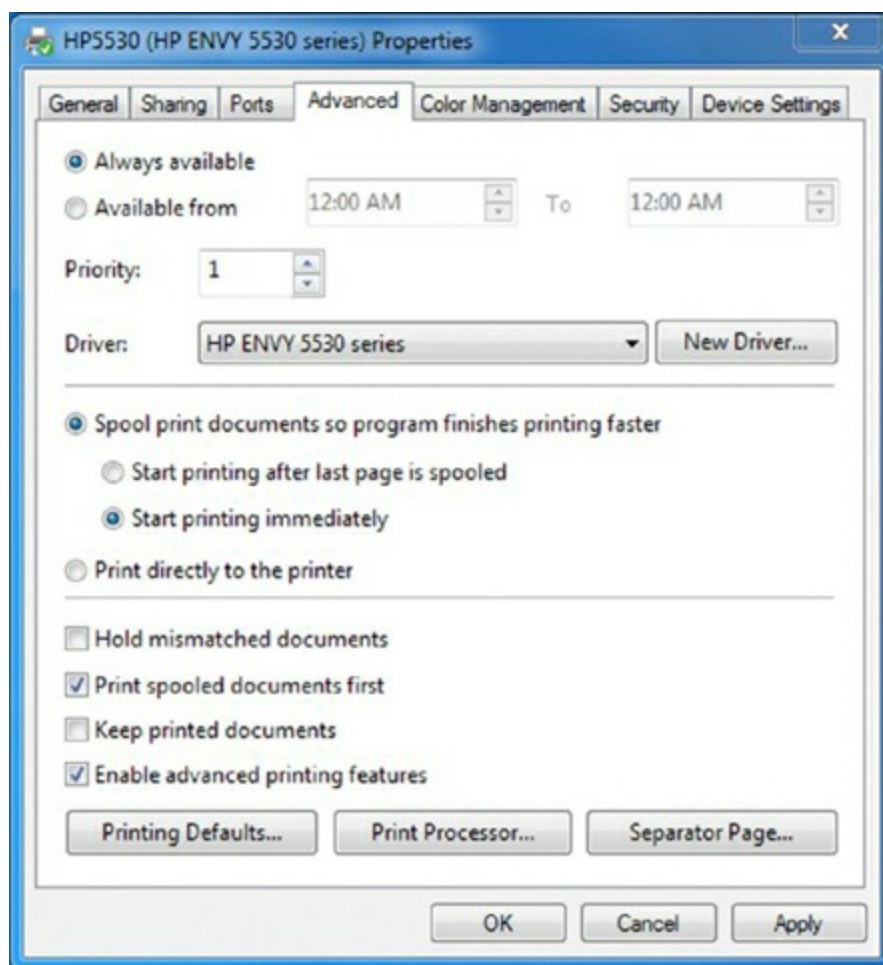 HP5530 (HP ENVY 5530 series) Properties
General Sharing Ports Advanced Color Management Security Device Settings
Always available
Available from 12:00 AM To 12:00 AM
Priority: 1
Driver: HP ENVY 5530 series New Driver...
Spool print documents so program finishes printing faster
Start printing after last page is spooled
Start printing immediately
Print directly to the printer
Hold mismatched documents
Print spooled documents first
Keep printed documents
Enable advanced printing features
Printing Defaults... Print Processor... Separator Page...
OK Cancel Apply